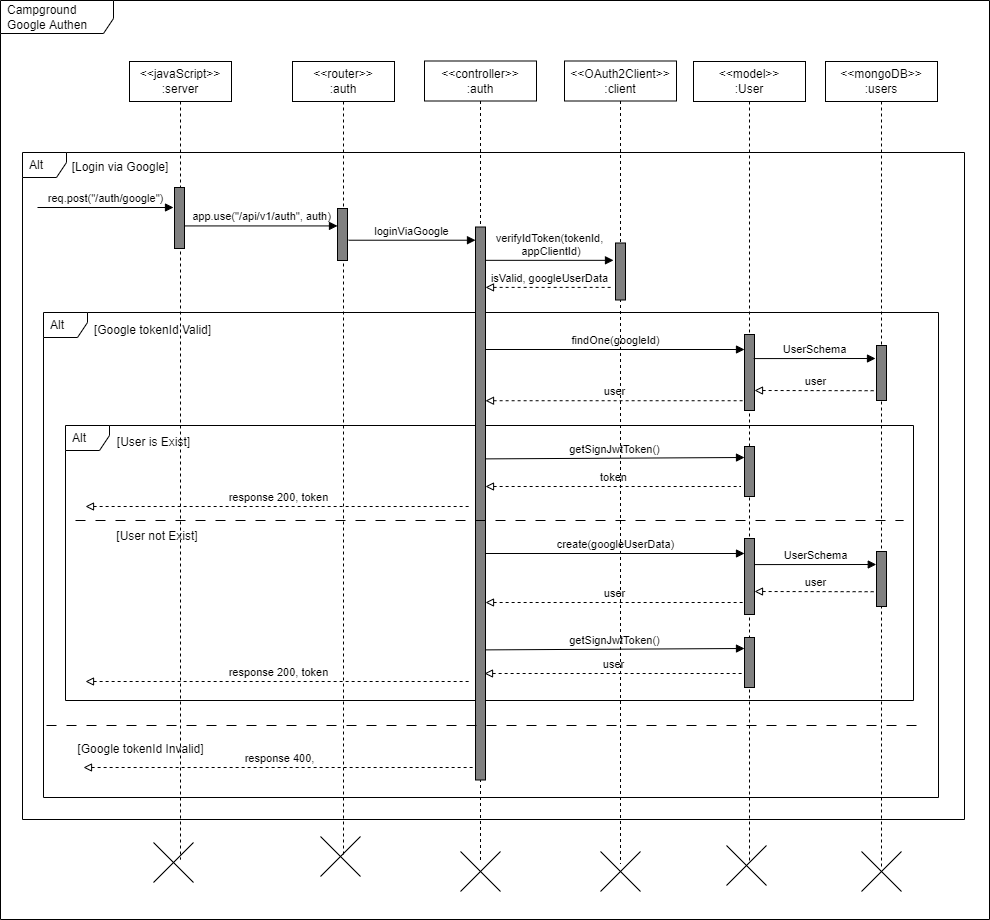 Campground
Google Authen
<<javaScript>>
:server
<<router>>
:auth
<<controller>>
:auth
<<OAuth2Client>>
:client
<<model>>
:User
<<mongoDB>>
:users
Alt
[Login via Google]
req.post("/auth/google")
app.use("/api/v1/auth", auth)
loginViaGoogle
verifyIdToken(tokenId,
appClientId)
isValid, googleUserData
Alt
[Google tokenId Valid]
findOne(googleId)
UserSchema
user
user
Alt
[User is Exist]
getSignJwtToken()
token
response 200, token
[User not Exist]
create(googleUserData)
UserSchema
user
user
getSignJwtToken()
user
response 200, token
[Google tokenId Invalid]
response 400,